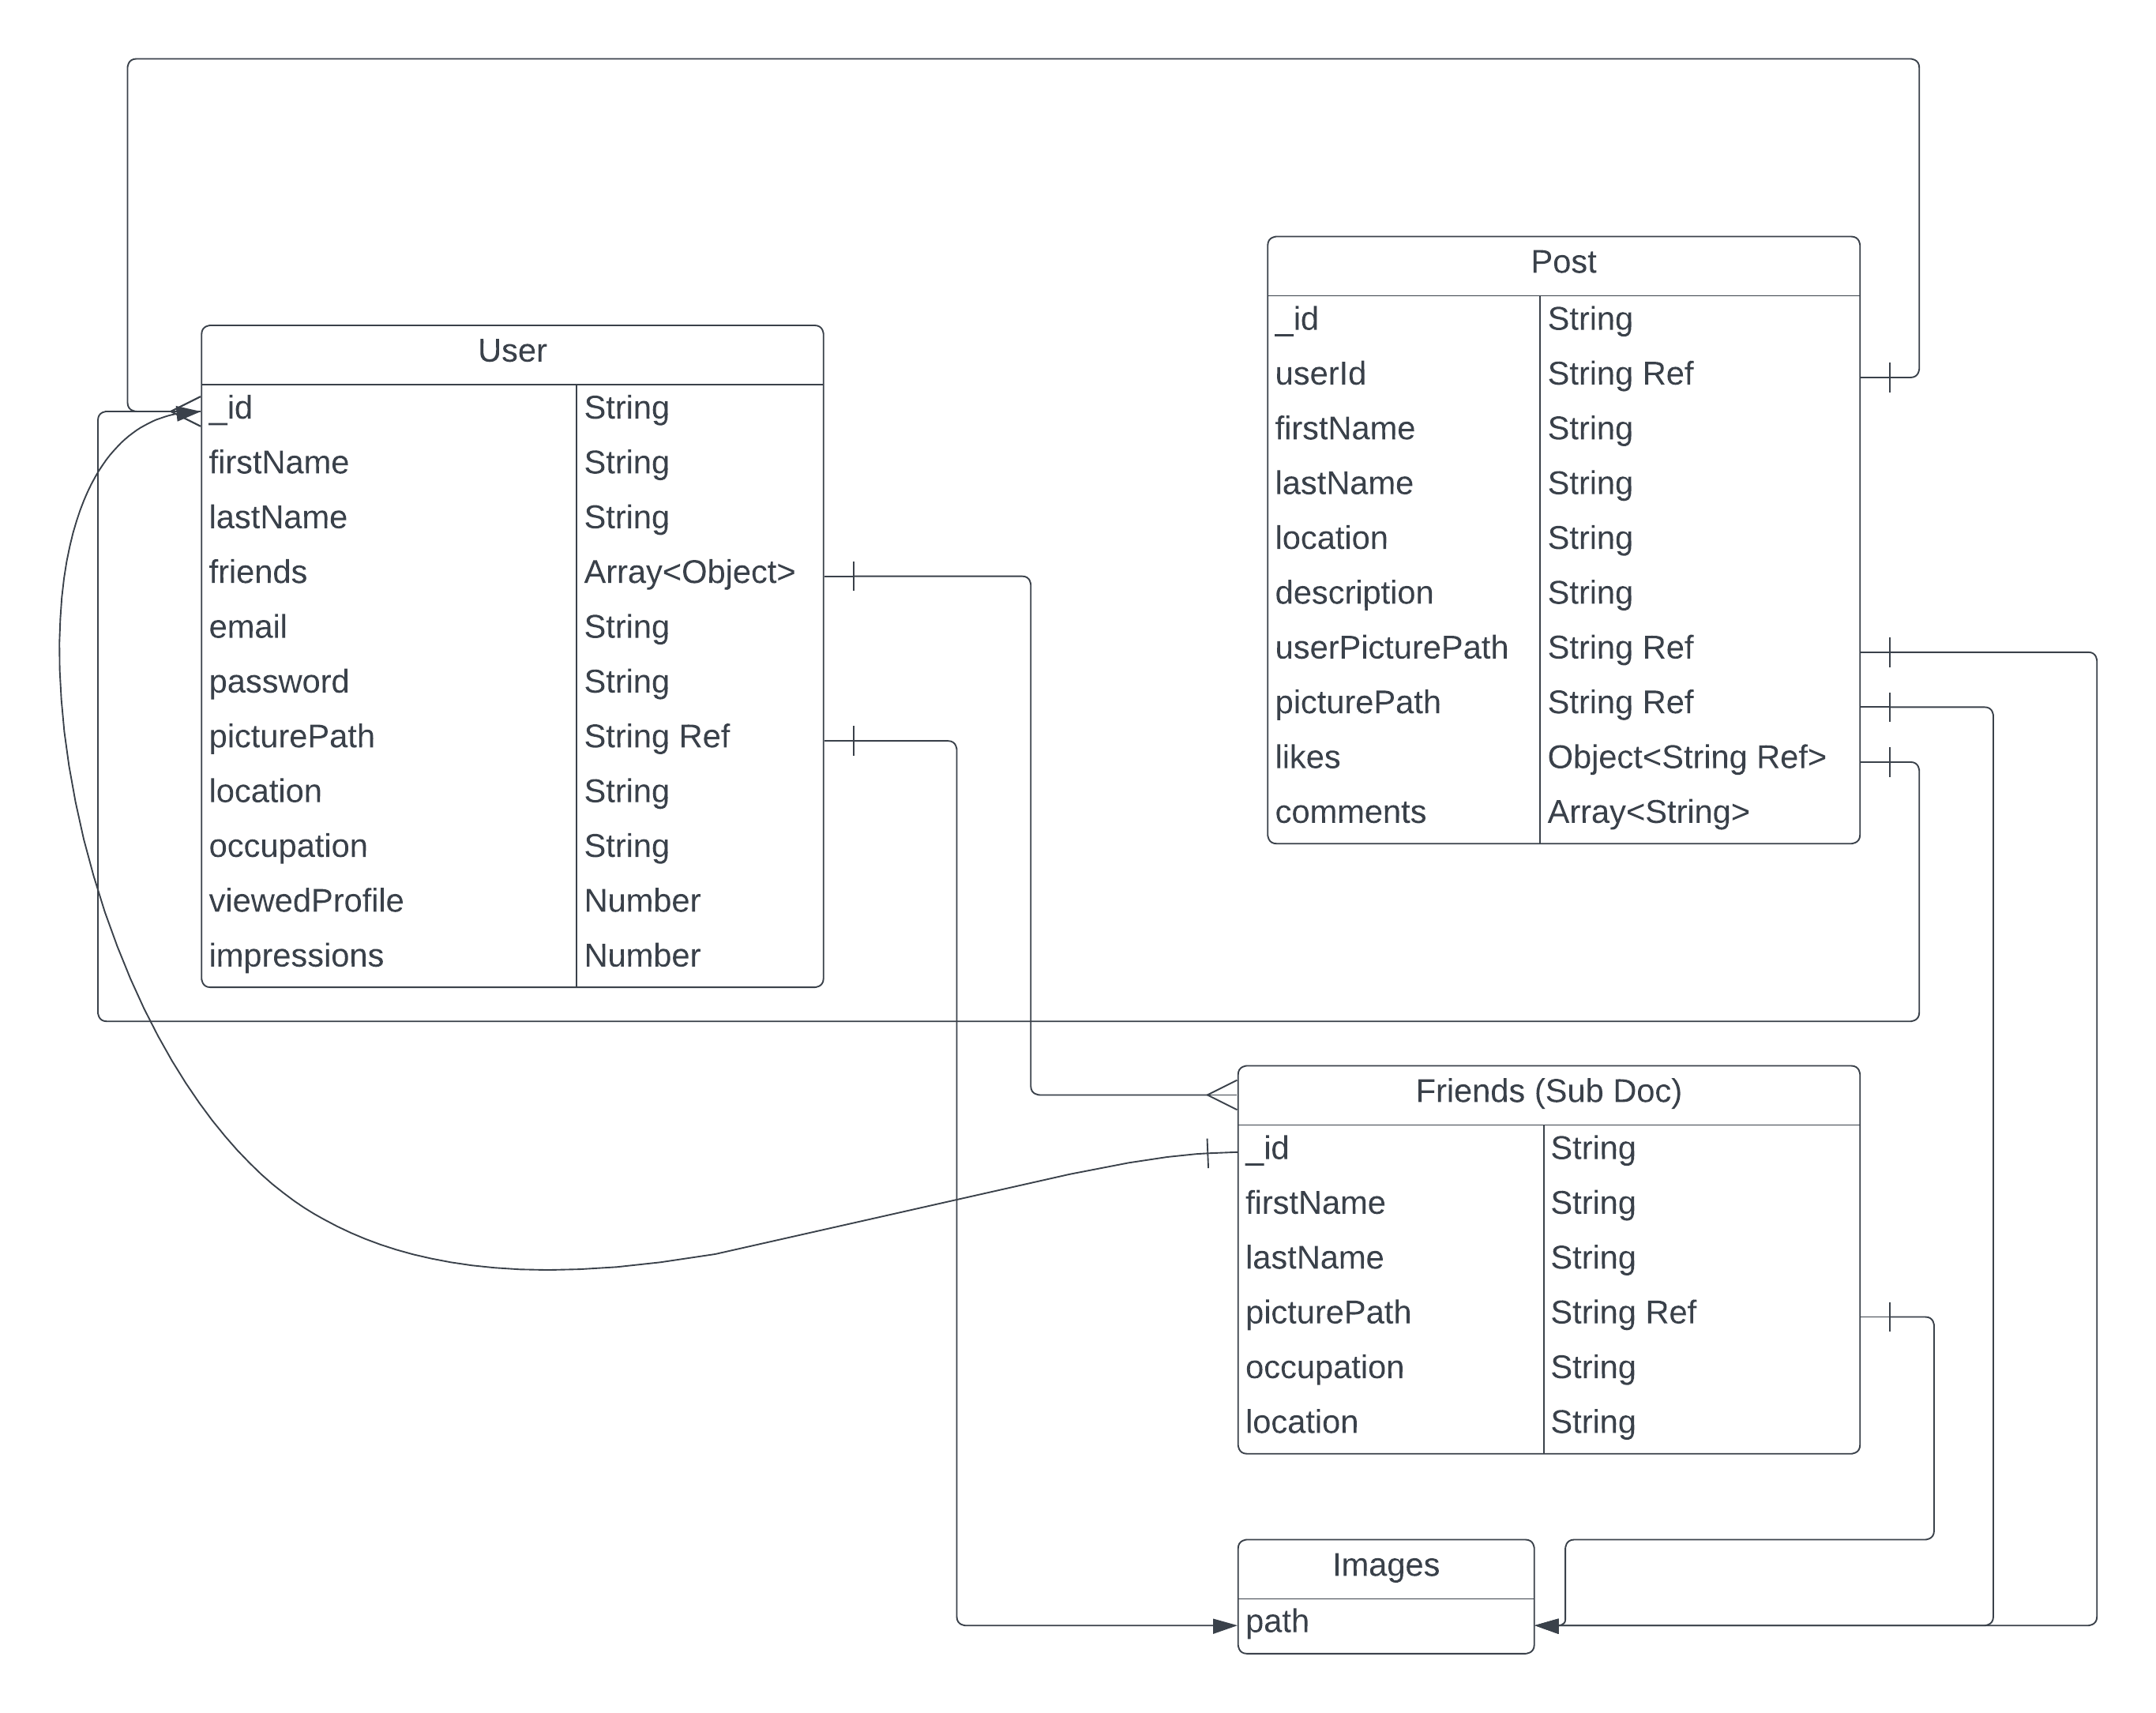 User
_id String
firstName String
lastName String
friends Array<Object>
email String
password String
picturePath String Ref
location String
occupation String
viewedProfile Number
impressions Number
Post
_id String
userId String Ref
firstName String
lastName String
location String
description String
userPicturePath String Ref
picturePath String Ref
likes Object<String Ref>
comments Array<String>
Friends (Sub Doc)
_id String
firstName String
lastName String
picturePath String Ref
occupation String
location String
Images
path